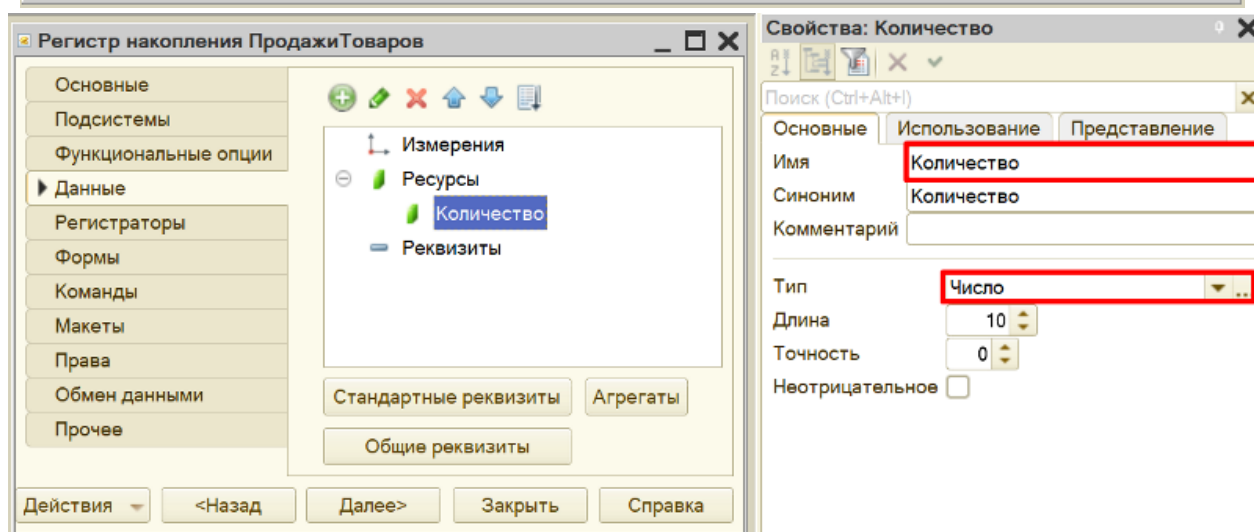 Регистр накопления ПродажиТоваров
Основные
Подсистемы
Функциональные опции
Данные
Регистраторы
Формы
Команды
Макеты
Права
Обмен данными
Прочее
Измерения
Ресурсы
Количество
Реквизиты
Стандартные реквизиты Агрегаты
Общие реквизиты
Действия <Назад Далее> Закрыть Справка
Свойства: Количество
Поиск (Ctrl+Alt+I)
Основные Использование Представление
Имя Количество
Синоним Количество
Комментарий
Тип Число ...
Длина 10
Точность 0
Неотрицательное